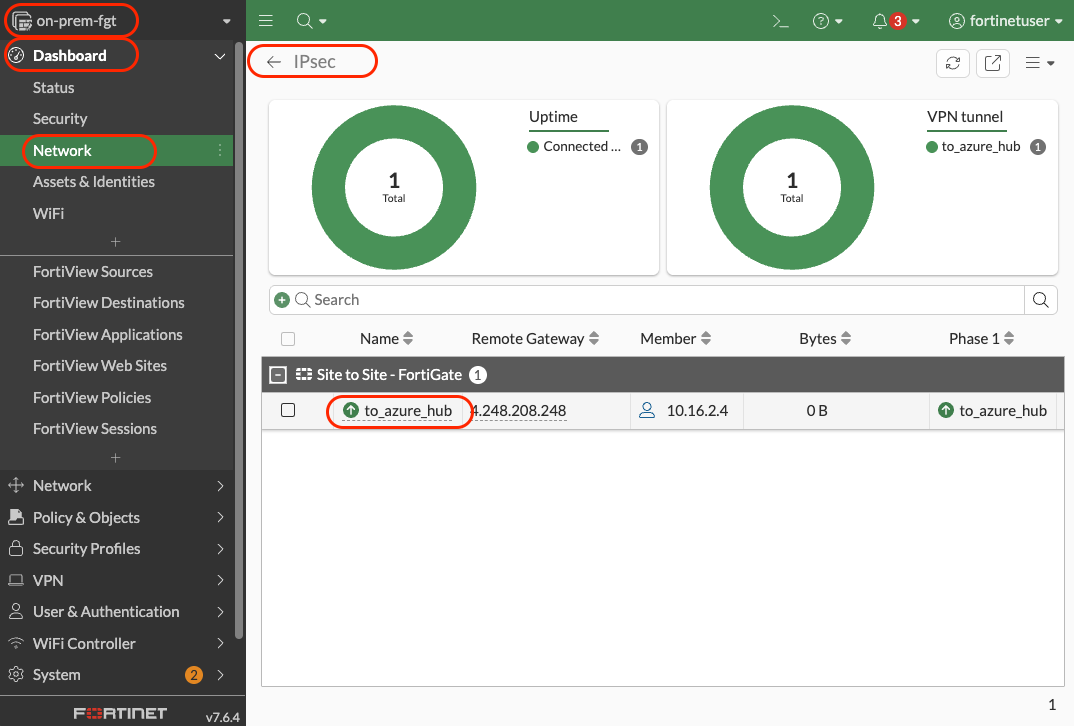 on-prem-fgt
3
fortinetuser
Dashboard
Status
Security
Network
Assets & Identities
WiFi
+
FortiView Sources
FortiView Destinations
FortiView Applications
FortiView Web Sites
FortiView Policies
FortiView Sessions
+
Network
Policy & Objects
Security Profiles
VPN
User & Authentication
WiFi Controller
System 2
FORTINET v7.6.4
IPsec
1
Total
Uptime
Connected ... 1
1
Total
VPN tunnel
to_azure_hub 1
Search
Name Remote Gateway Member Bytes Phase 1
Site to Site - FortiGate 1
to_azure_hub 4.248.208.248 10.16.2.4 0 B to_azure_hub
1